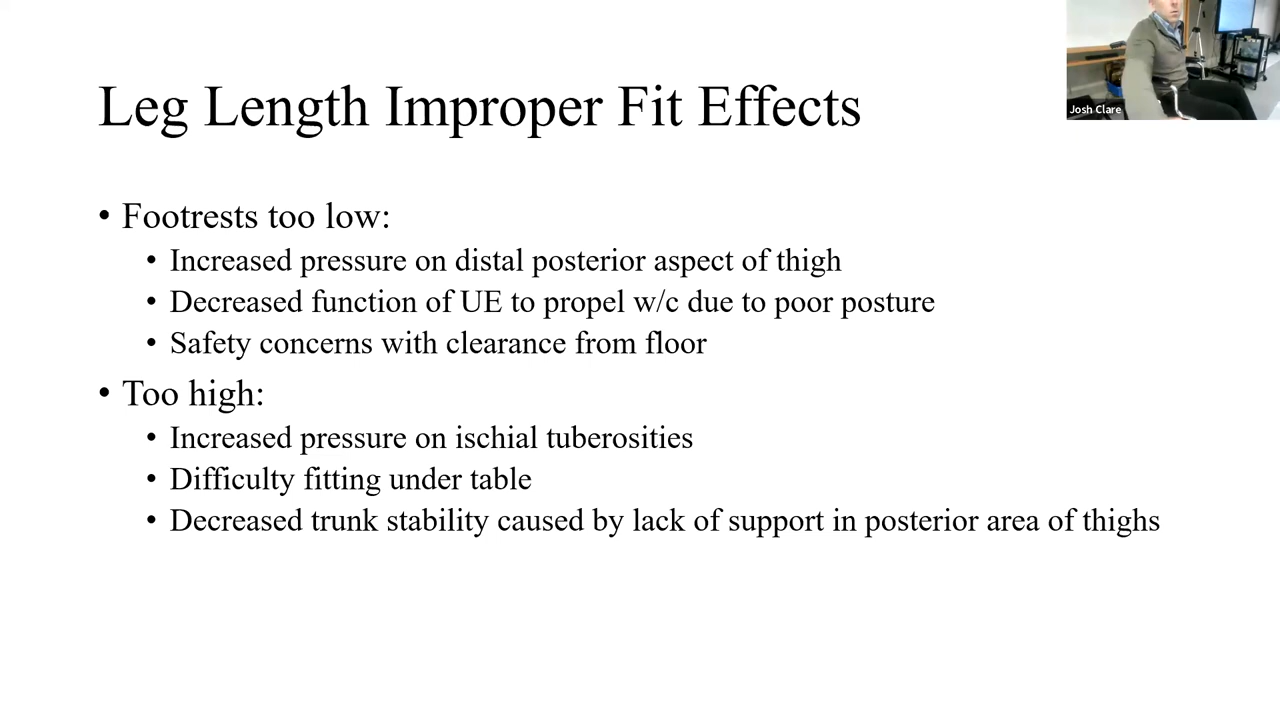 Josh Clare
Leg Length Improper Fit Effects
• Footrests too low:
• Increased pressure on distal posterior aspect of thigh
• Decreased function of UE to propel w/c due to poor posture
• Safety concerns with clearance from floor
• Too high:
• Increased pressure on ischial tuberosities
• Difficulty fitting under table
• Decreased trunk stability caused by lack of support in posterior area of thighs